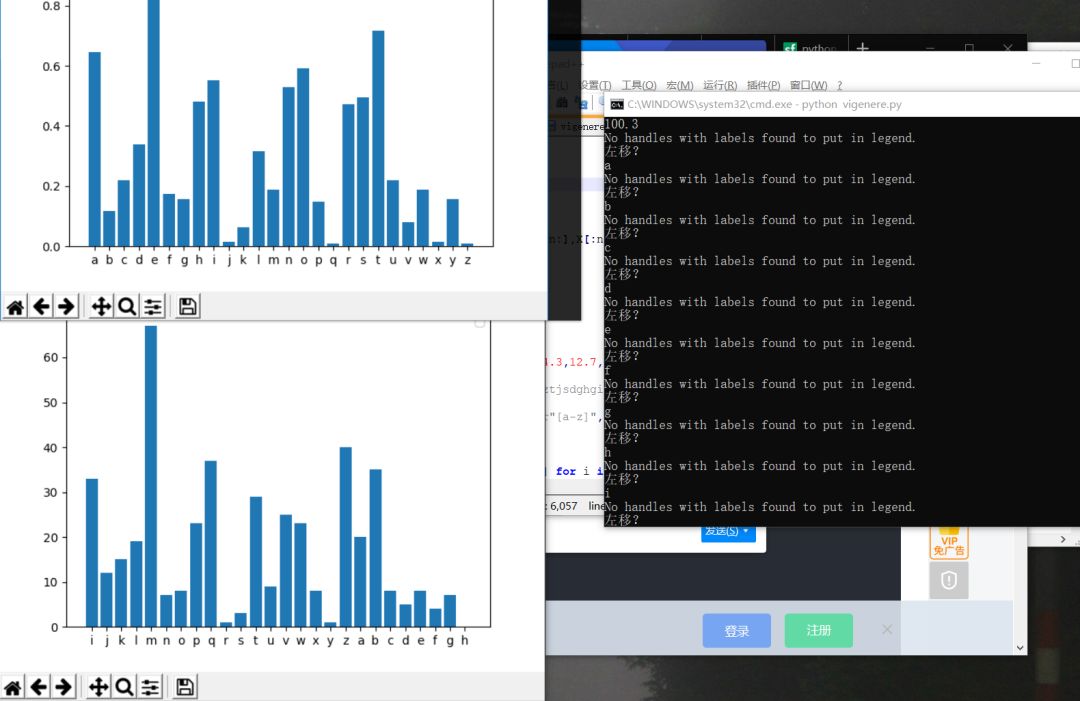 0.8
0.6
0.4
0.2
0.0
a b c d e f g h i j k l m n o p q r s t u v w x y z
60
50
40
30
20
10
0
i j k l m n o p q r s t u v w x y z a b c d e f g h
python
设置(T) 工具(O) 宏(M) 运行(R) 插件(P) 窗口(W) ?
vigenere
n:],X[:n
.3,12.7,
ztjsdghgi
"[a-z]",
for i i
6,057 line
C:\WINDOWS\system32\cmd.exe - python vigenere.py
100.3
No handles with labels found to put in legend.
左移?
a
No handles with labels found to put in legend.
左移?
b
No handles with labels found to put in legend.
左移?
c
No handles with labels found to put in legend.
左移?
d
No handles with labels found to put in legend.
左移?
e
No handles with labels found to put in legend.
左移?
f
No handles with labels found to put in legend.
左移?
g
No handles with labels found to put in legend.
左移?
h
No handles with labels found to put in legend.
左移?
i
No handles with labels found to put in legend.
左移?
发送(S)
VIP
免广告
登录
注册